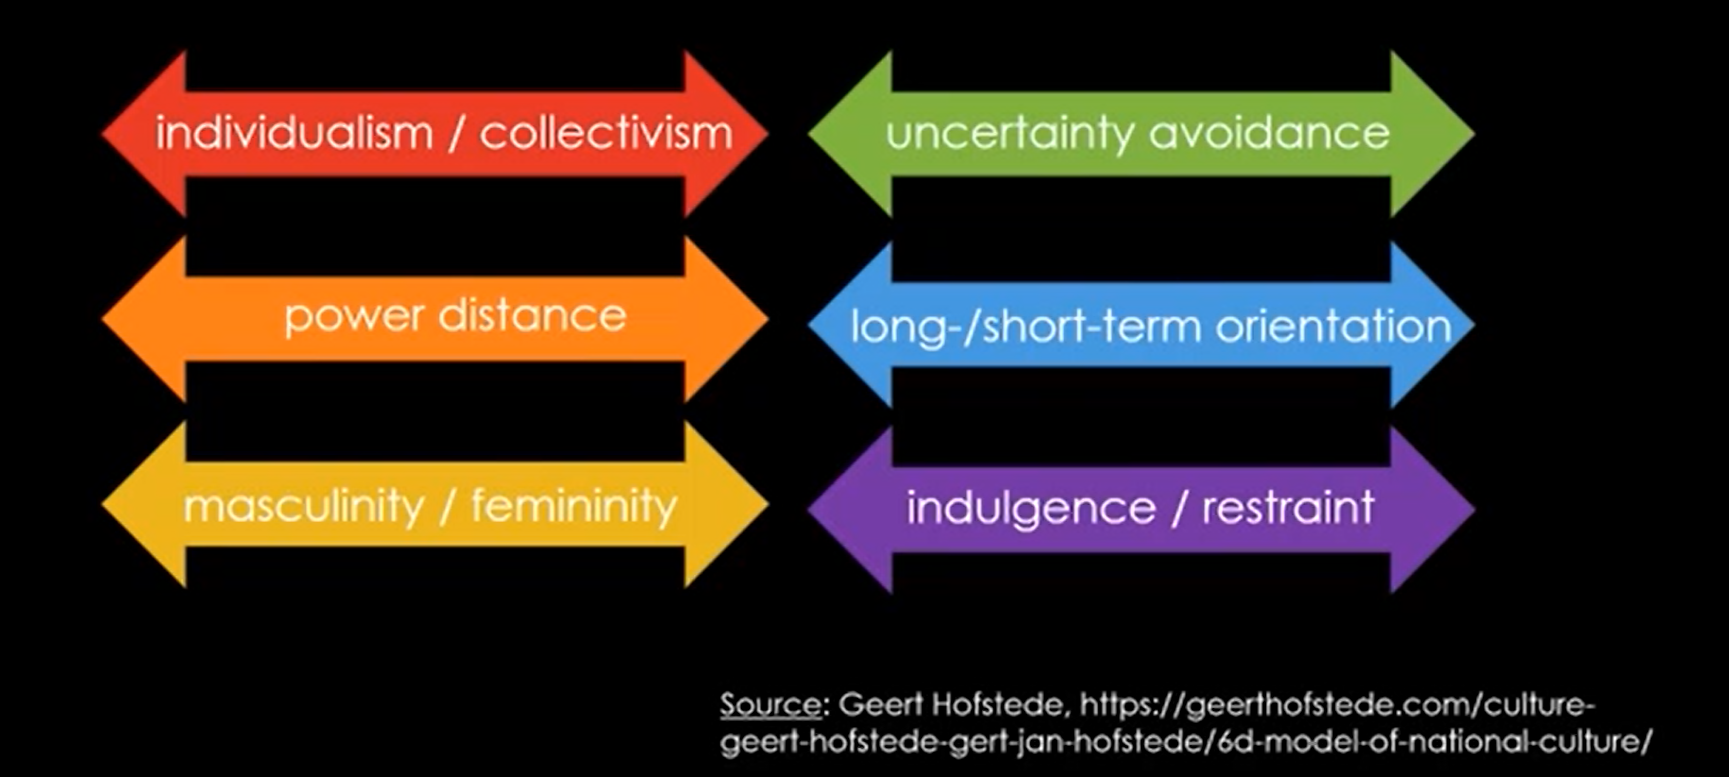 individualism / collectivism
power distance
masculinity / femininity
uncertainty avoidance
long-/short-term orientation
indulgence / restraint
Source: Geert Hofstede, https://geerthofstede.com/culture-
geert-hofstede-gert-jan-hofstede/6d-model-of-national-culture/